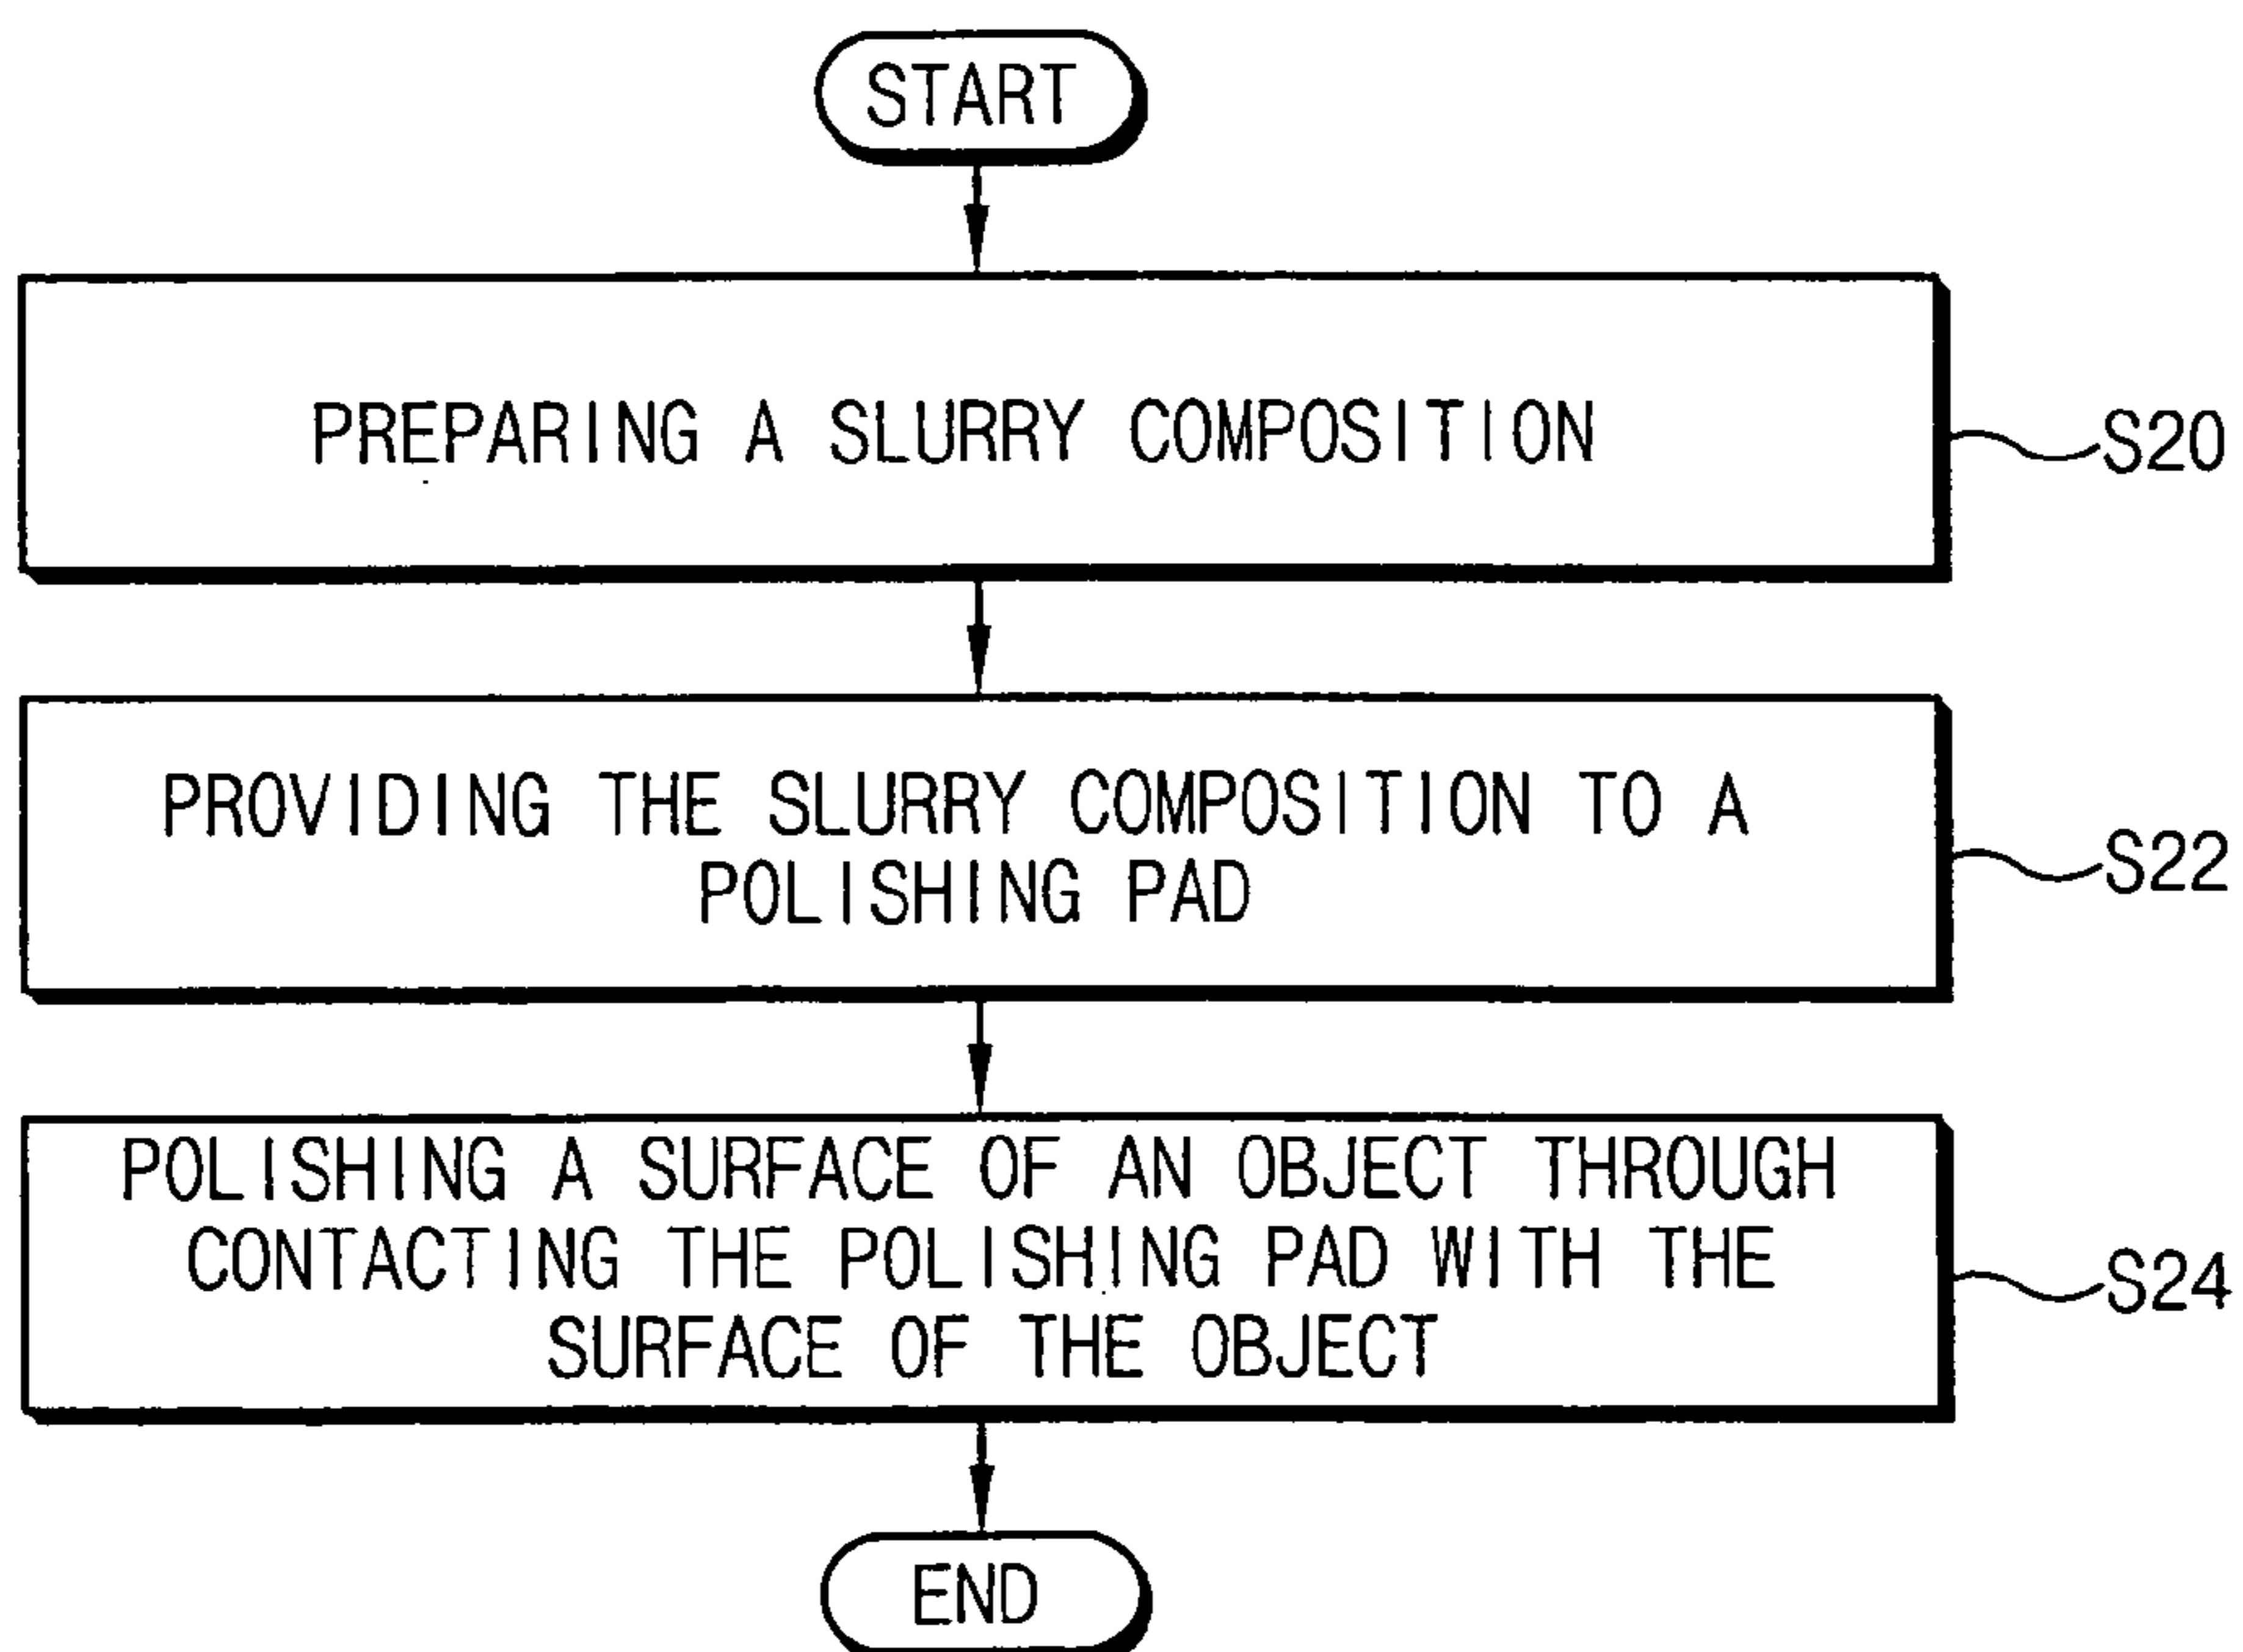 START
PREPARING A SLURRY COMPOSITION
S20
PROVIDING THE SLURRY COMPOSITION TO A
POLISHING PAD
S22
POLISHING A SURFACE OF AN OBJECT THROUGH
CONTACTING THE POLISHING PAD WITH THE
SURFACE OF THE OBJECT
S24
END